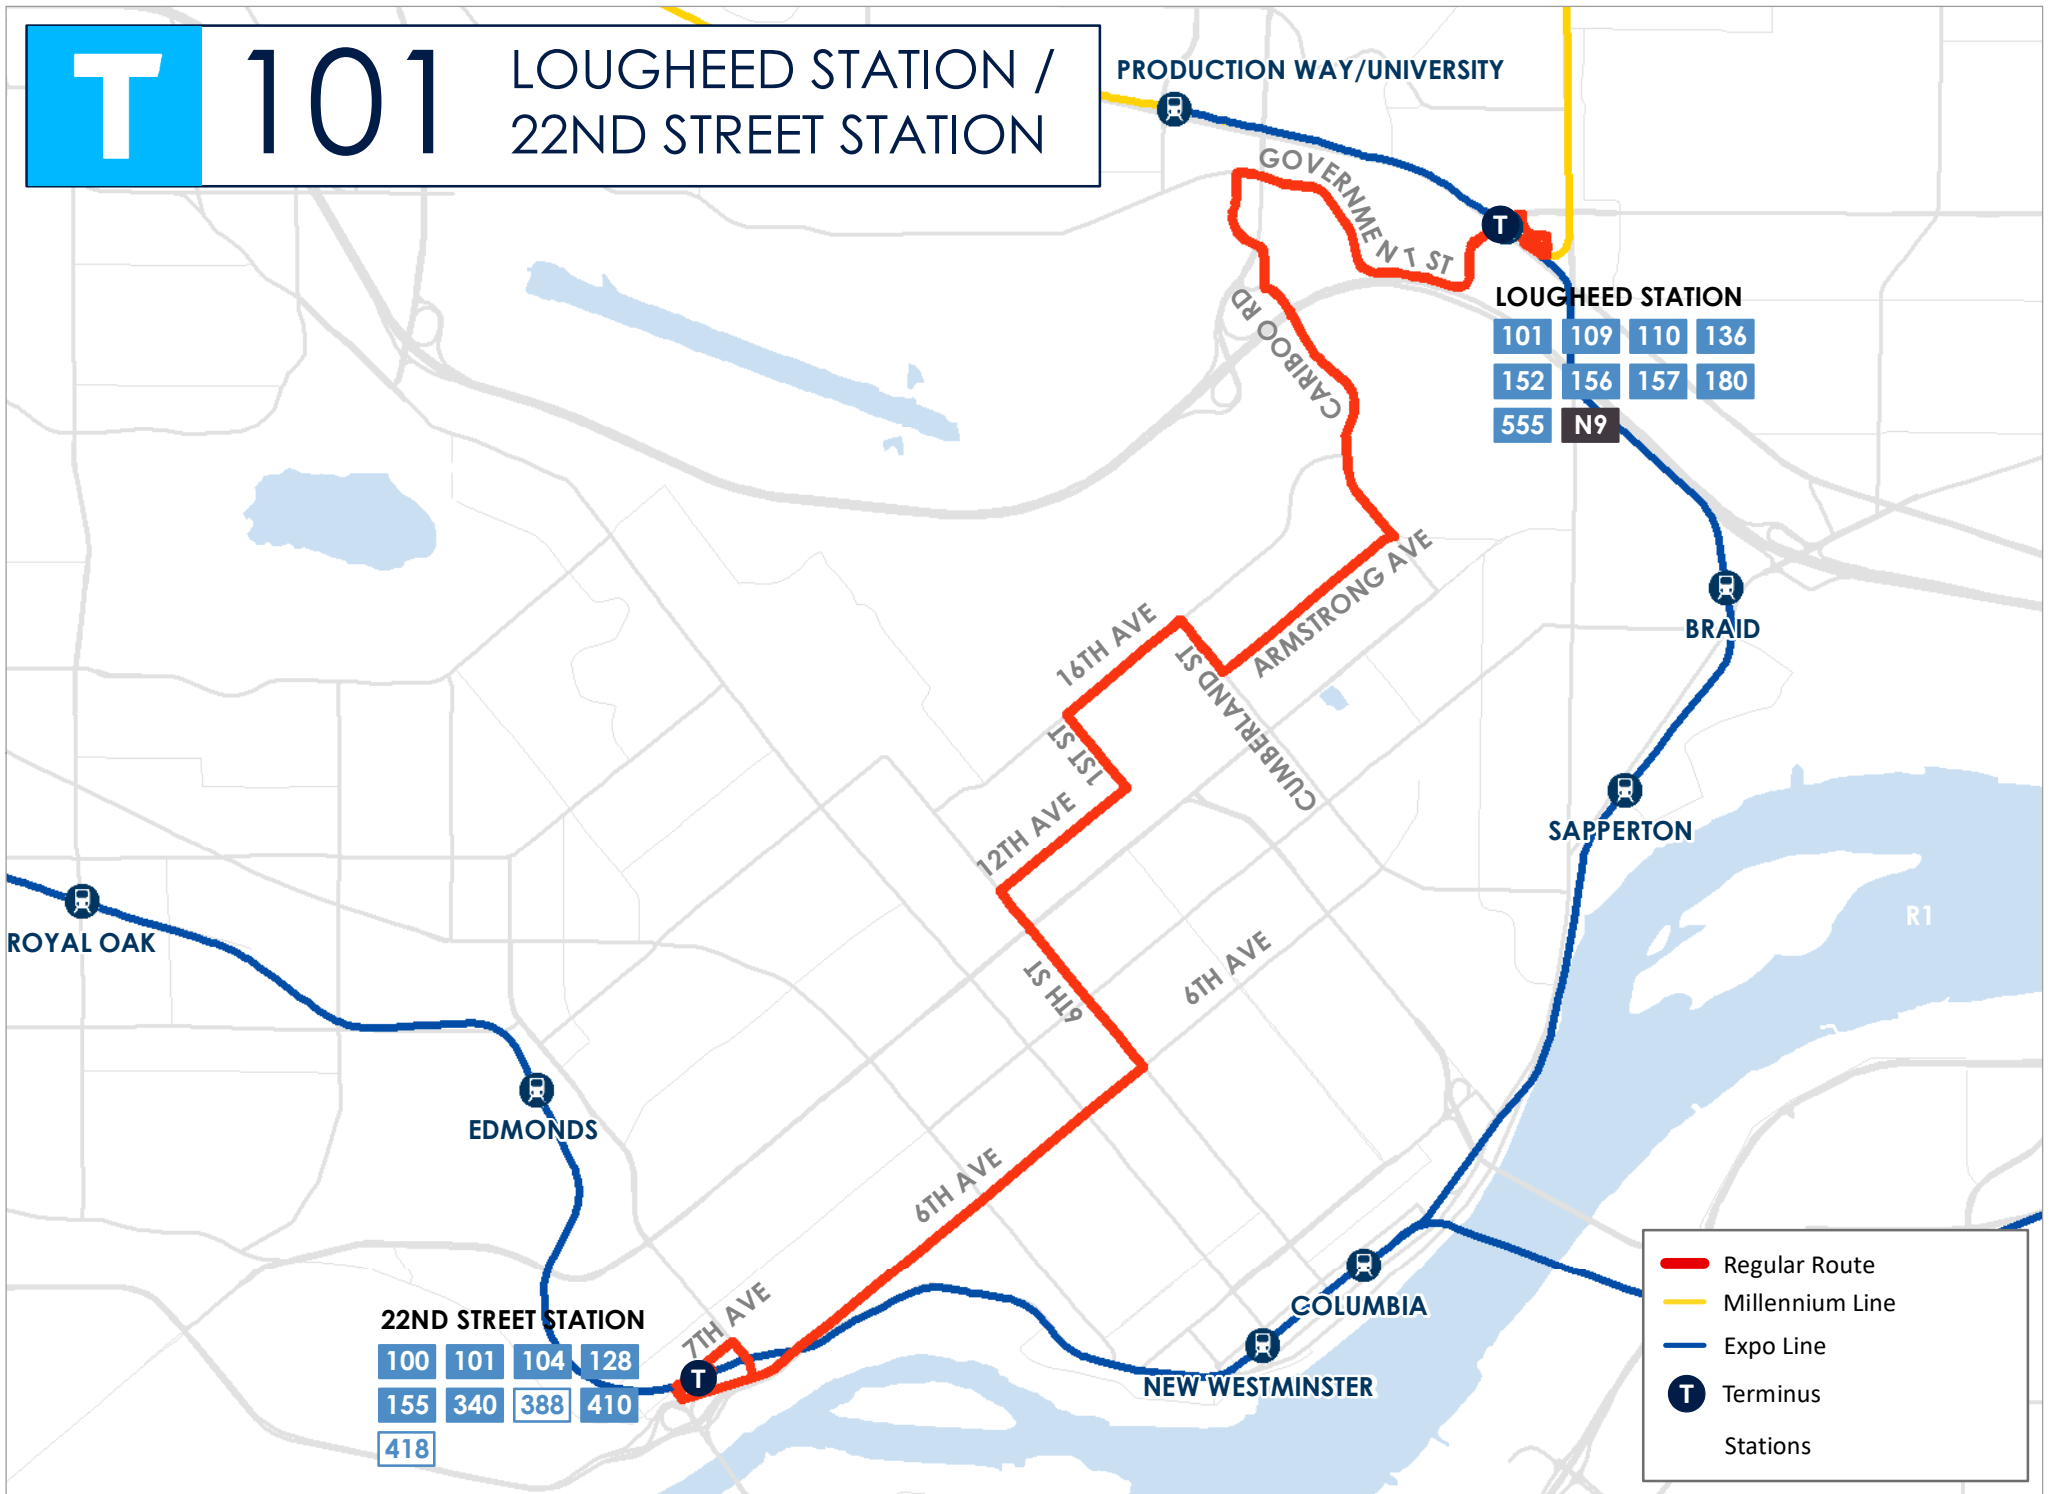 T
101
LOUGHEED STATION /
22ND STREET STATION
PRODUCTION WAY/UNIVERSITY
GOVERNMENT ST
T
CARIBOO RD
LOUGHEED STATION
101 109 110 136
152 156 157 180
555 N9
ARMSTRONG AVE
BRAID
16TH AVE
CUMBERLAND ST
1ST ST
12TH AVE
SAPPERTON
R1
ROYAL OAK
6TH AVE
6TH ST
EDMONDS
6TH AVE
COLUMBIA
NEW WESTMINSTER
7TH AVE
T
22ND STREET STATION
100 101 104 128
155 340 388 410
418
Regular Route
Millennium Line
Expo Line
T Terminus
Stations